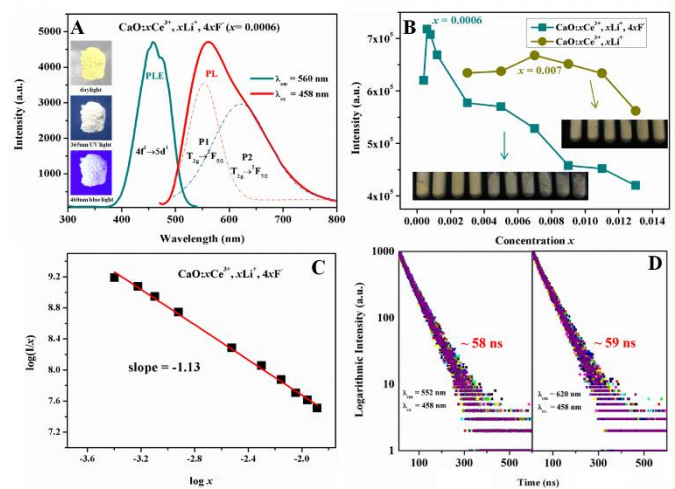 A
CaO:xCe3+, xLi+, 4xF- (x= 0.0006)
Intensity (a.u.)
5000
4000
3000
2000
1000
0
daylight
365nm UV light
460nm blue light
PLE
PL
λem = 560 nm
λex = 458 nm
4f1→5d1
P1
T2g→2F5/2
P2
T2g→2F7/2
300 400 500 600 700 800
Wavelength (nm)
B
x = 0.0006
CaO:xCe3+, xLi+, 4xF-
CaO:xCe3+, xLi+
x = 0.007
Intensity (a.u.)
7x10^5
6x10^5
5x10^5
4x10^5
0.000 0.002 0.004 0.006 0.008 0.010 0.012 0.014
Concentration x
C
CaO:xCe3+, xLi+, 4xF-
log(I/x)
9.2
8.8
8.4
8.0
7.6
7.2
slope = -1.13
-3.6 -3.2 -2.8 -2.4 -2.0
log x
D
Logarithmic Intensity (a.u.)
1000
100
10
1
~ 58 ns
λem = 552 nm
λex = 458 nm
~ 59 ns
λem = 620 nm
λex = 458 nm
100 300 500 100 300 500
Time (ns)